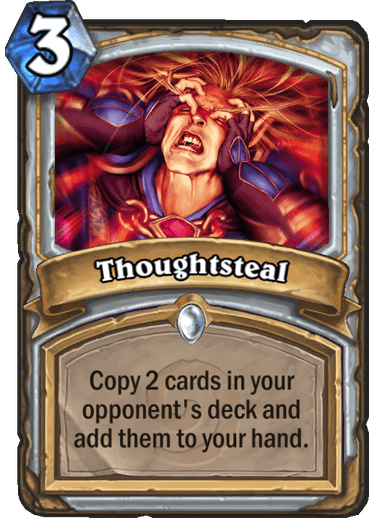 3
Thoughtsteal
Copy 2 cards in your
opponent's deck and
add them to your hand.